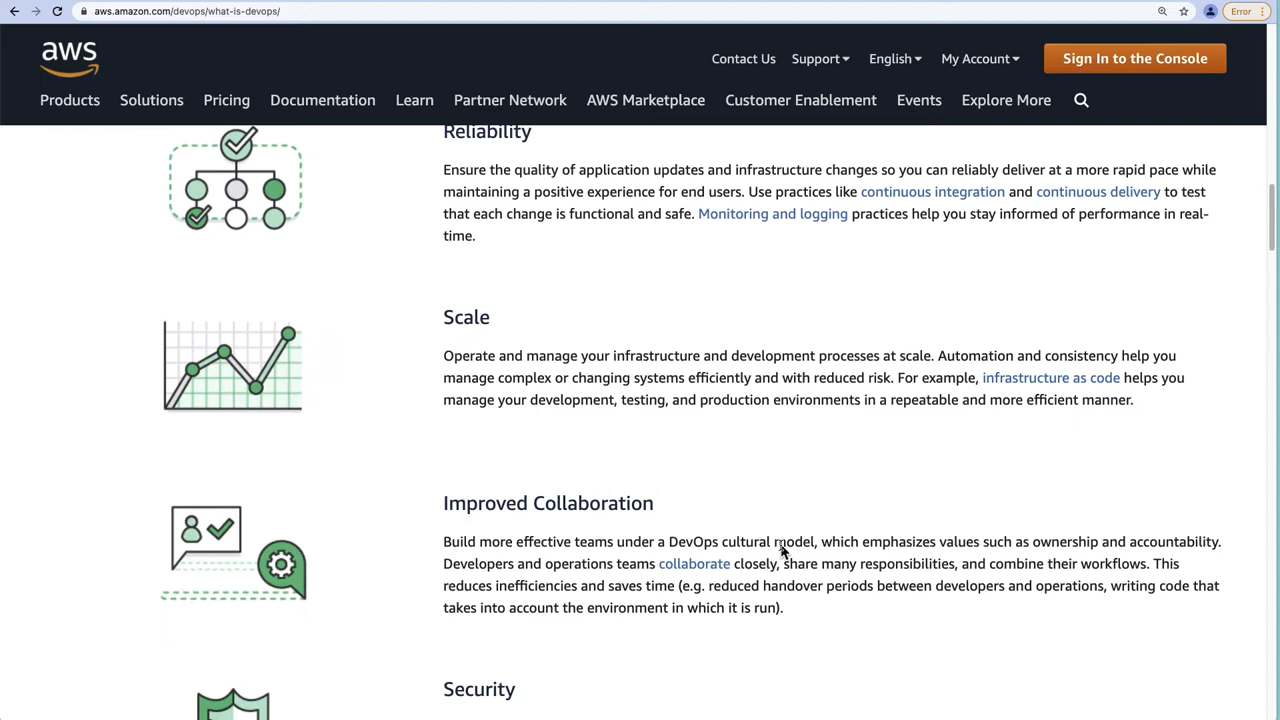 aws.amazon.com/devops/what-is-devops/
Error
aws
Contact Us Support English My Account Sign In to the Console
Products Solutions Pricing Documentation Learn Partner Network AWS Marketplace Customer Enablement Events Explore More
Reliability
Ensure the quality of application updates and infrastructure changes so you can reliably deliver at a more rapid pace while
maintaining a positive experience for end users. Use practices like continuous integration and continuous delivery to test
that each change is functional and safe. Monitoring and logging practices help you stay informed of performance in real-
time.
Scale
Operate and manage your infrastructure and development processes at scale. Automation and consistency help you
manage complex or changing systems efficiently and with reduced risk. For example, infrastructure as code helps you
manage your development, testing, and production environments in a repeatable and more efficient manner.
Improved Collaboration
Build more effective teams under a DevOps cultural model, which emphasizes values such as ownership and accountability.
Developers and operations teams collaborate closely, share many responsibilities, and combine their workflows. This
reduces inefficiencies and saves time (e.g. reduced handover periods between developers and operations, writing code that
takes into account the environment in which it is run).
Security